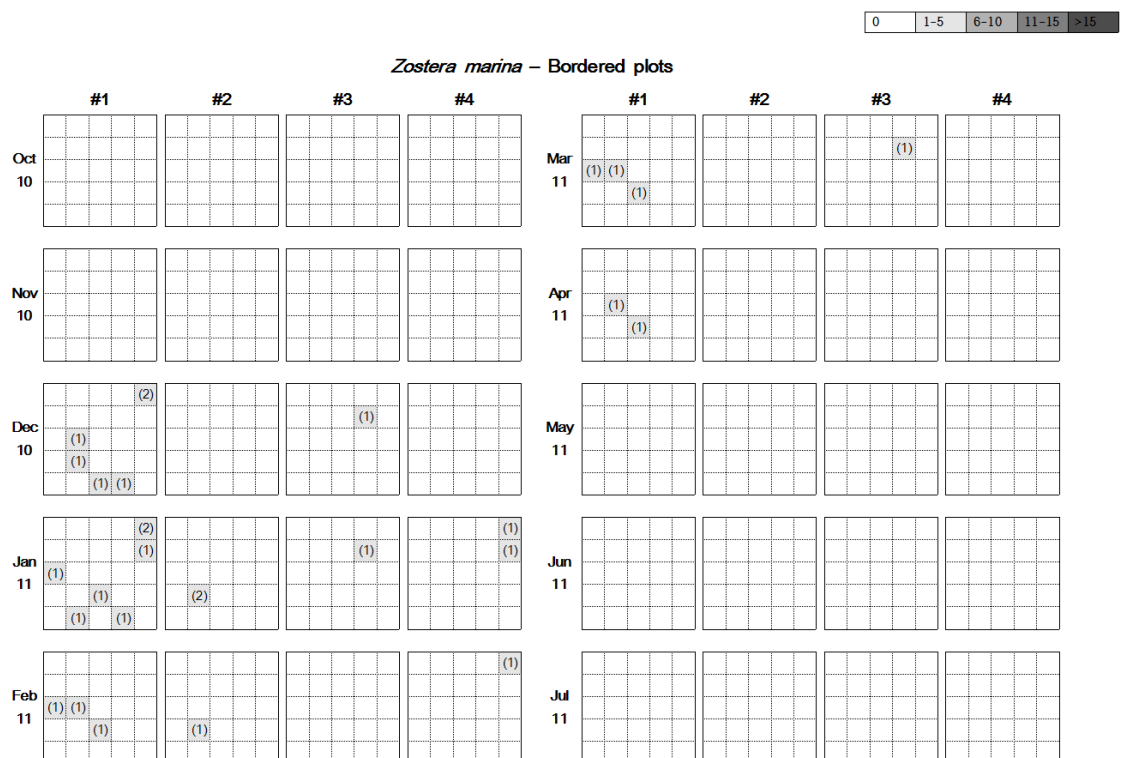 0 1-5 6-10 11-15 >15
Zostera marina – Bordered plots
#1 #2 #3 #4 #1 #2 #3 #4
Oct
10
Mar
11
(1)
(1) (1)
(1)
Nov
10
Apr
11
(1)
(1)
Dec
10
(2)
(1)
(1)
(1)
(1) (1)
May
11
Jan
11
(2) (1)
(1) (1) (1)
(1)
(1) (2)
(1) (1)
Jun
11
Feb
11
(1)
(1) (1)
(1) (1)
Jul
11